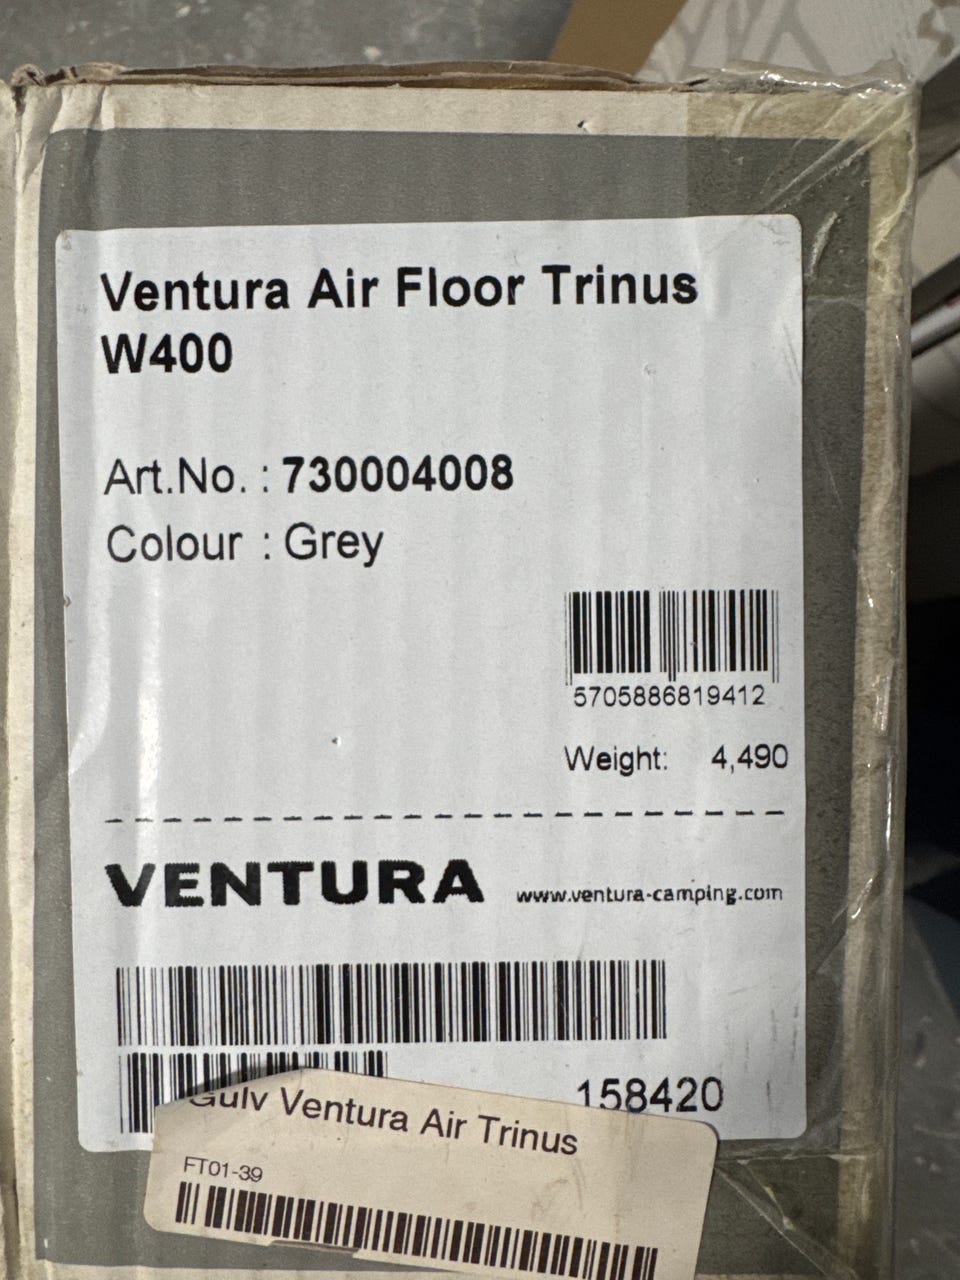 Ventura Air Floor Trinus
W400
Art.No. : 730004008
Colour : Grey
5705886819412
Weight: 4,490
VENTURA www.ventura-camping.com
158420
Gulv Ventura Air Trinus
FT01-39